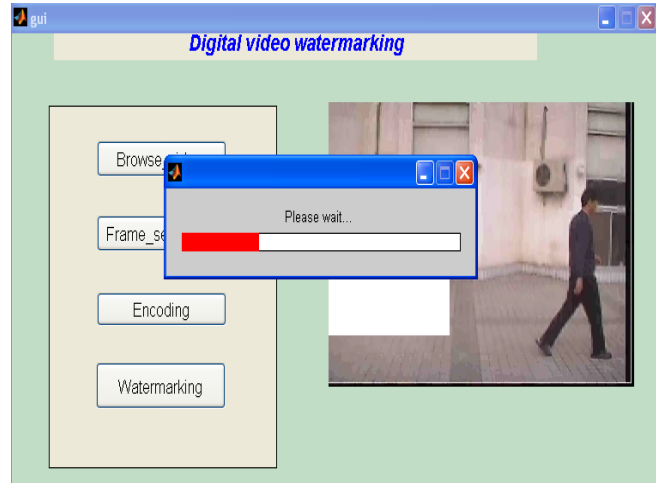 gui
Digital video watermarking
Please wait...
Encoding
Watermarking